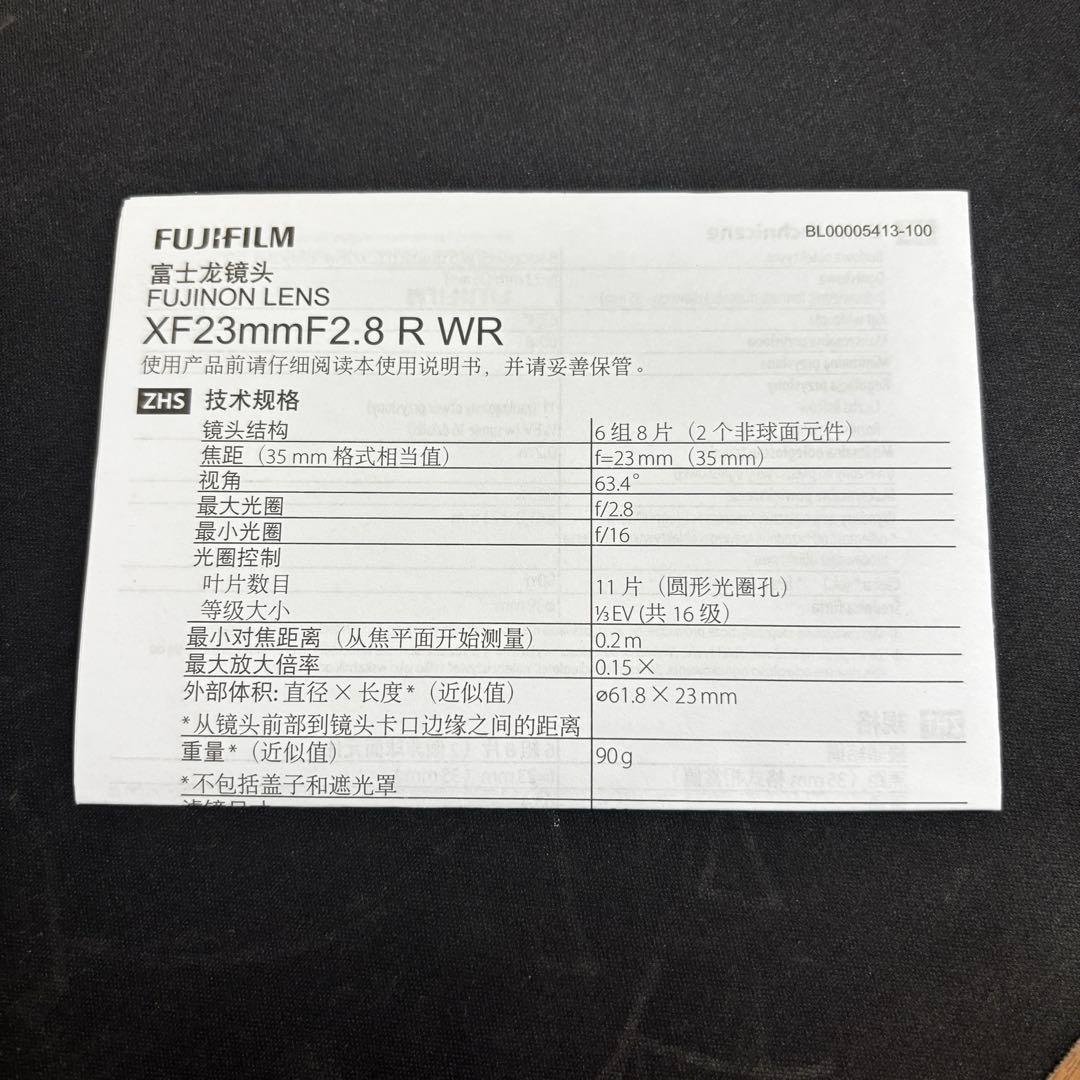 FUJIFILM
BL00005413-100
富士龙镜头
FUJINON LENS
XF23mmF2.8 R WR
使用产品前请仔细阅读本使用说明书，并请妥善保管。
ZHS 技术规格
镜头结构 6 组 8 片（2 个非球面元件）
焦距（35 mm 格式相当值） f=23 mm（35 mm）
视角 63.4°
最大光圈 f/2.8
最小光圈 f/16
光圈控制
叶片数目 11 片（圆形光圈孔）
等级大小 ⅓EV (共 16 级)
最小对焦距离（从焦平面开始测量） 0.2 m
最大放大倍率 0.15 ×
外部体积: 直径 × 长度*（近似值） ø61.8 × 23 mm
*从镜头前部到镜头卡口边缘之间的距离
重量*（近似值） 90 g
*不包括盖子和遮光罩